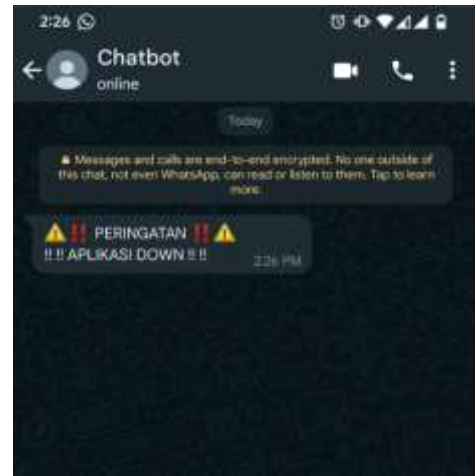 2:26
Chatbot
online
Today
🔒 Messages and calls are end-to-end encrypted. No one outside of
this chat, not even WhatsApp, can read or listen to them. Tap to learn
more.
⚠️‼️ PERINGATAN ‼️⚠️
!! !! APLIKASI DOWN !! !!
2:26 PM